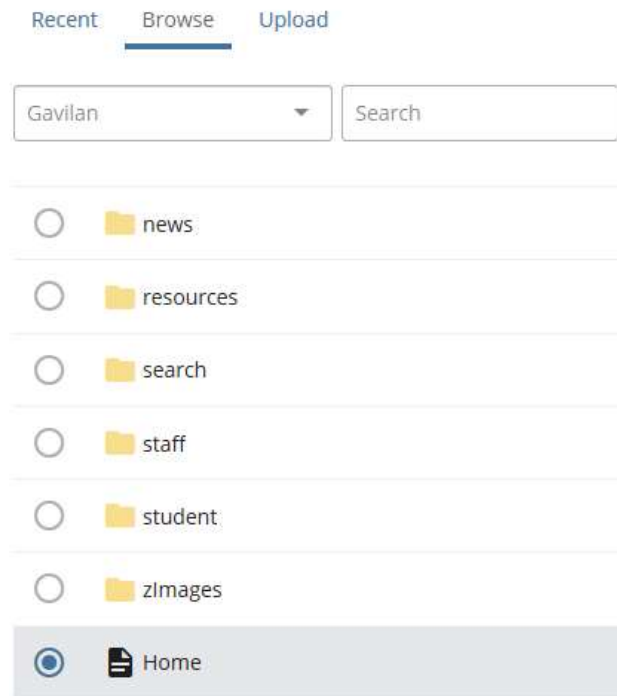 Recent Browse Upload
Gavilan Search
news
resources
search
staff
student
zImages
Home